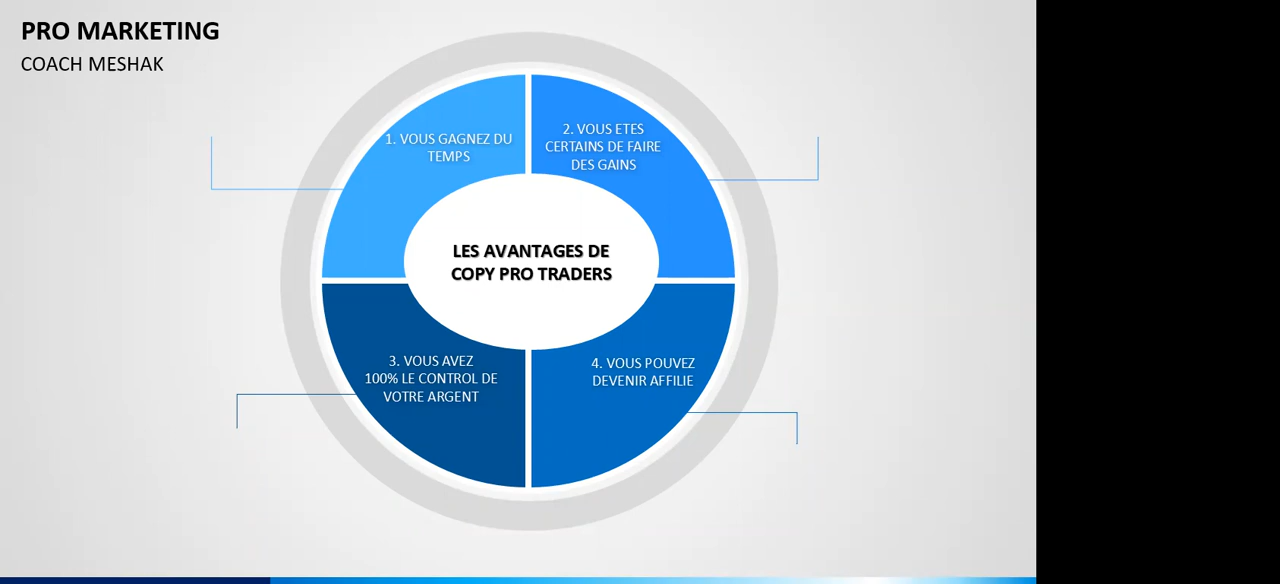 PRO MARKETING
COACH MESHAK
1. VOUS GAGNEZ DU
TEMPS
2. VOUS ETES
CERTAINS DE FAIRE
DES GAINS
LES AVANTAGES DE
COPY PRO TRADERS
3. VOUS AVEZ
100% LE CONTROL DE
VOTRE ARGENT
4. VOUS POUVEZ
DEVENIR AFFILIE